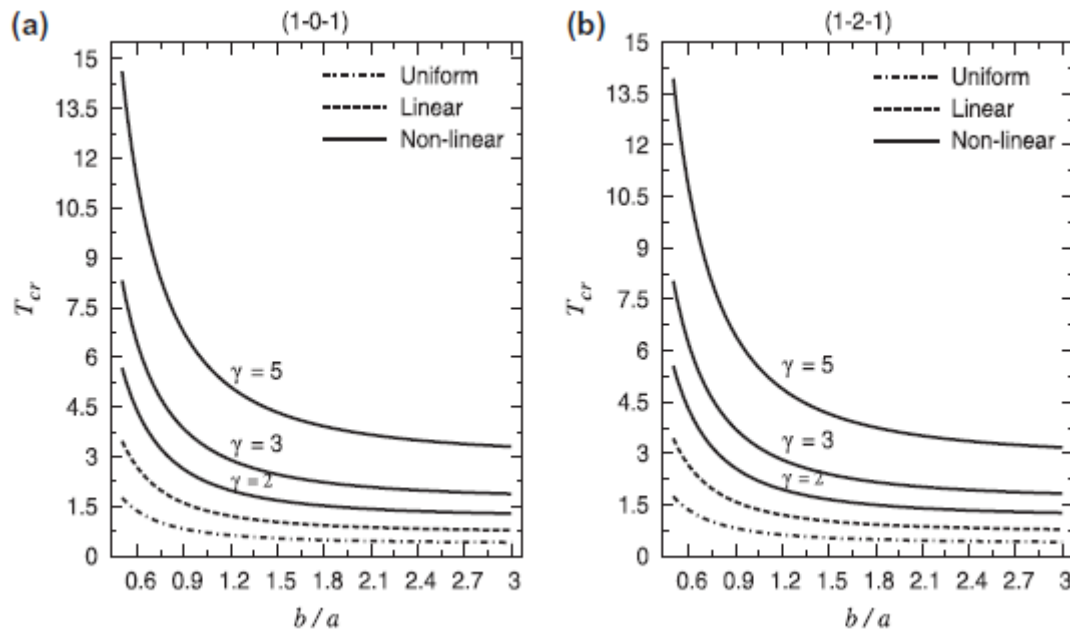 (a)
(1-0-1)
15
13.5
12
10.5
9
7.5
6
4.5
3
1.5
0
T_cr
Uniform
Linear
Non-linear
γ = 5
γ = 3
γ = 2
0.6 0.9 1.2 1.5 1.8 2.1 2.4 2.7 3
b / a
(b)
(1-2-1)
15
13.5
12
10.5
9
7.5
6
4.5
3
1.5
0
T_cr
Uniform
Linear
Non-linear
γ = 5
γ = 3
γ = 2
0.6 0.9 1.2 1.5 1.8 2.1 2.4 2.7 3
b / a